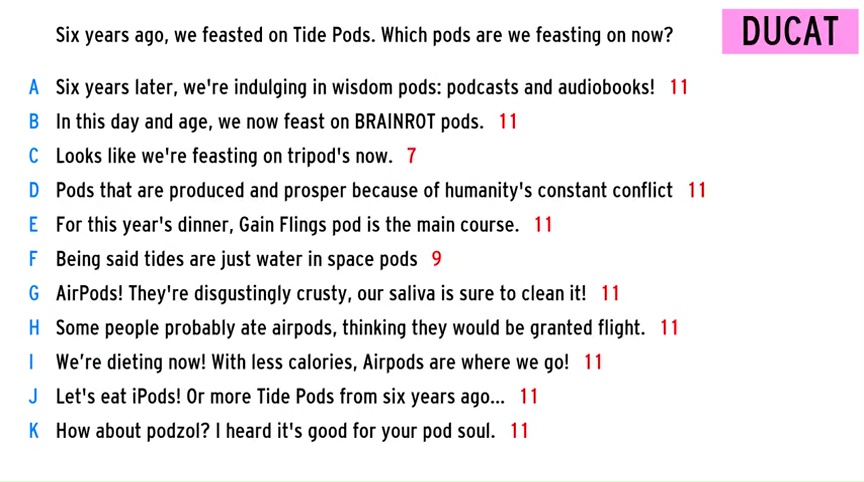 Six years ago, we feasted on Tide Pods. Which pods are we feasting on now?
DUCAT
A Six years later, we're indulging in wisdom pods: podcasts and audiobooks! 11
B In this day and age, we now feast on BRAINROT pods. 11
C Looks like we're feasting on tripod's now. 7
D Pods that are produced and prosper because of humanity's constant conflict 11
E For this year's dinner, Gain Flings pod is the main course. 11
F Being said tides are just water in space pods 9
G AirPods! They're disgustingly crusty, our saliva is sure to clean it! 11
H Some people probably ate airpods, thinking they would be granted flight. 11
I We’re dieting now! With less calories, Airpods are where we go! 11
J Let's eat iPods! Or more Tide Pods from six years ago... 11
K How about podzol? I heard it's good for your pod soul. 11